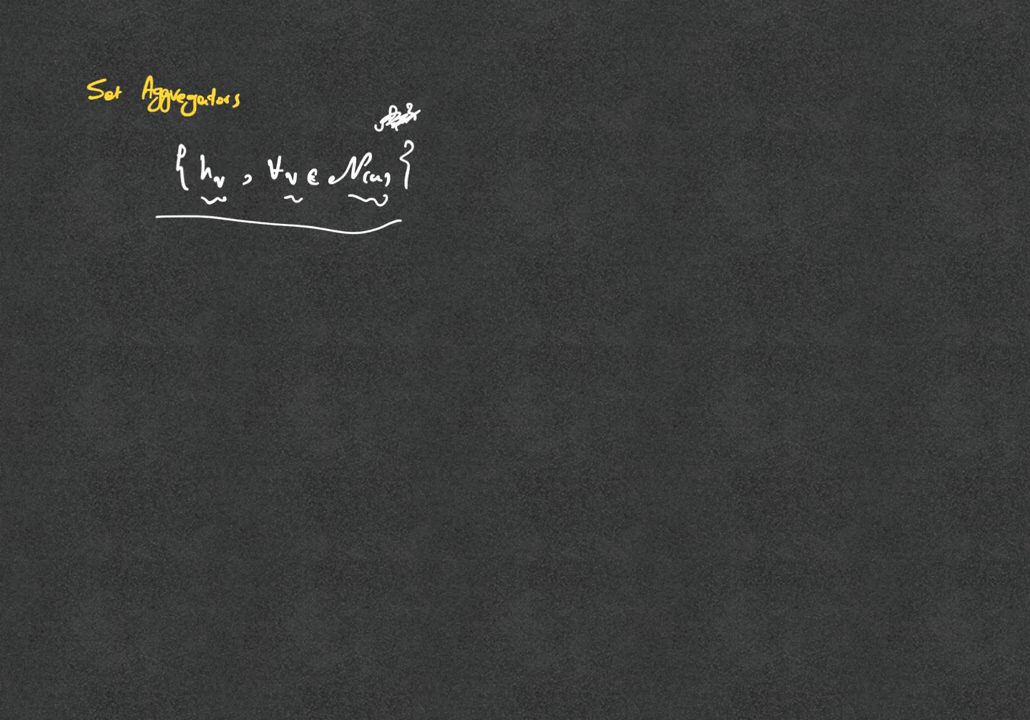 Set Aggregators
{ h_v , ∀v ∈ N(u) }